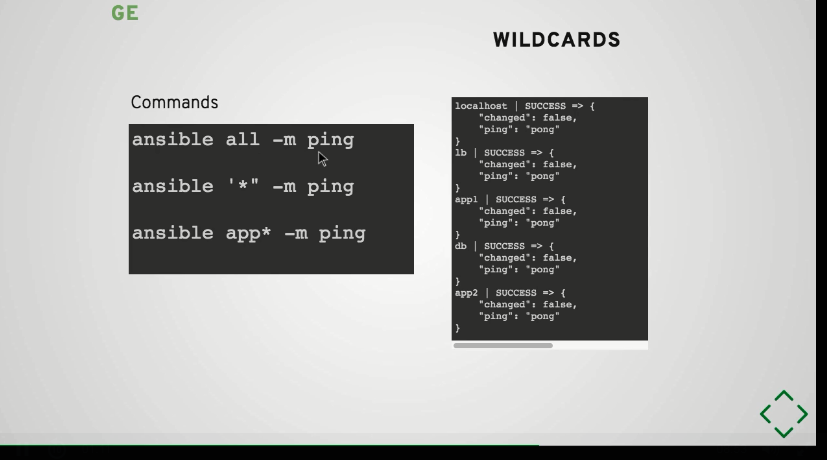 GE
WILDCARDS
Commands
ansible all -m ping
ansible '*" -m ping
ansible app* -m ping
localhost | SUCCESS => {
    "changed": false,
    "ping": "pong"
}
lb | SUCCESS => {
    "changed": false,
    "ping": "pong"
}
app1 | SUCCESS => {
    "changed": false,
    "ping": "pong"
}
db | SUCCESS => {
    "changed": false,
    "ping": "pong"
}
app2 | SUCCESS => {
    "changed": false,
    "ping": "pong"
}